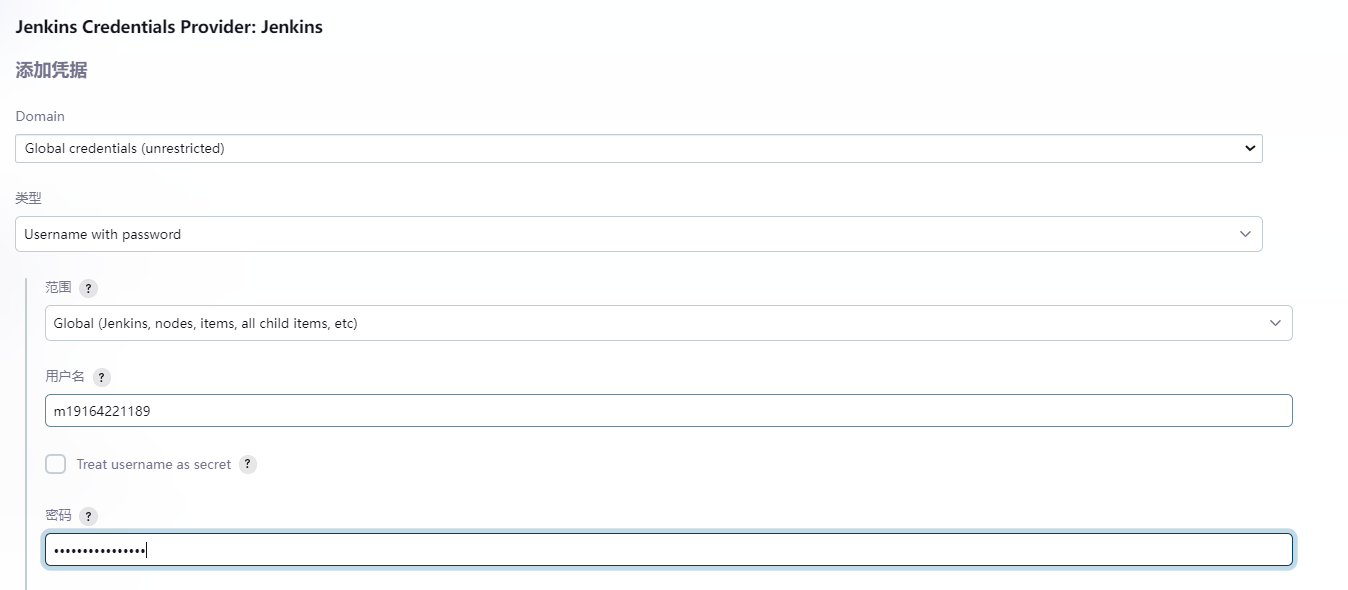 Jenkins Credentials Provider: Jenkins
添加凭据
Domain
Global credentials (unrestricted)
类型
Username with password
范围 ?
Global (Jenkins, nodes, items, all child items, etc)
用户名 ?
m19164221189
Treat username as secret ?
密码 ?
••••••••••••••••